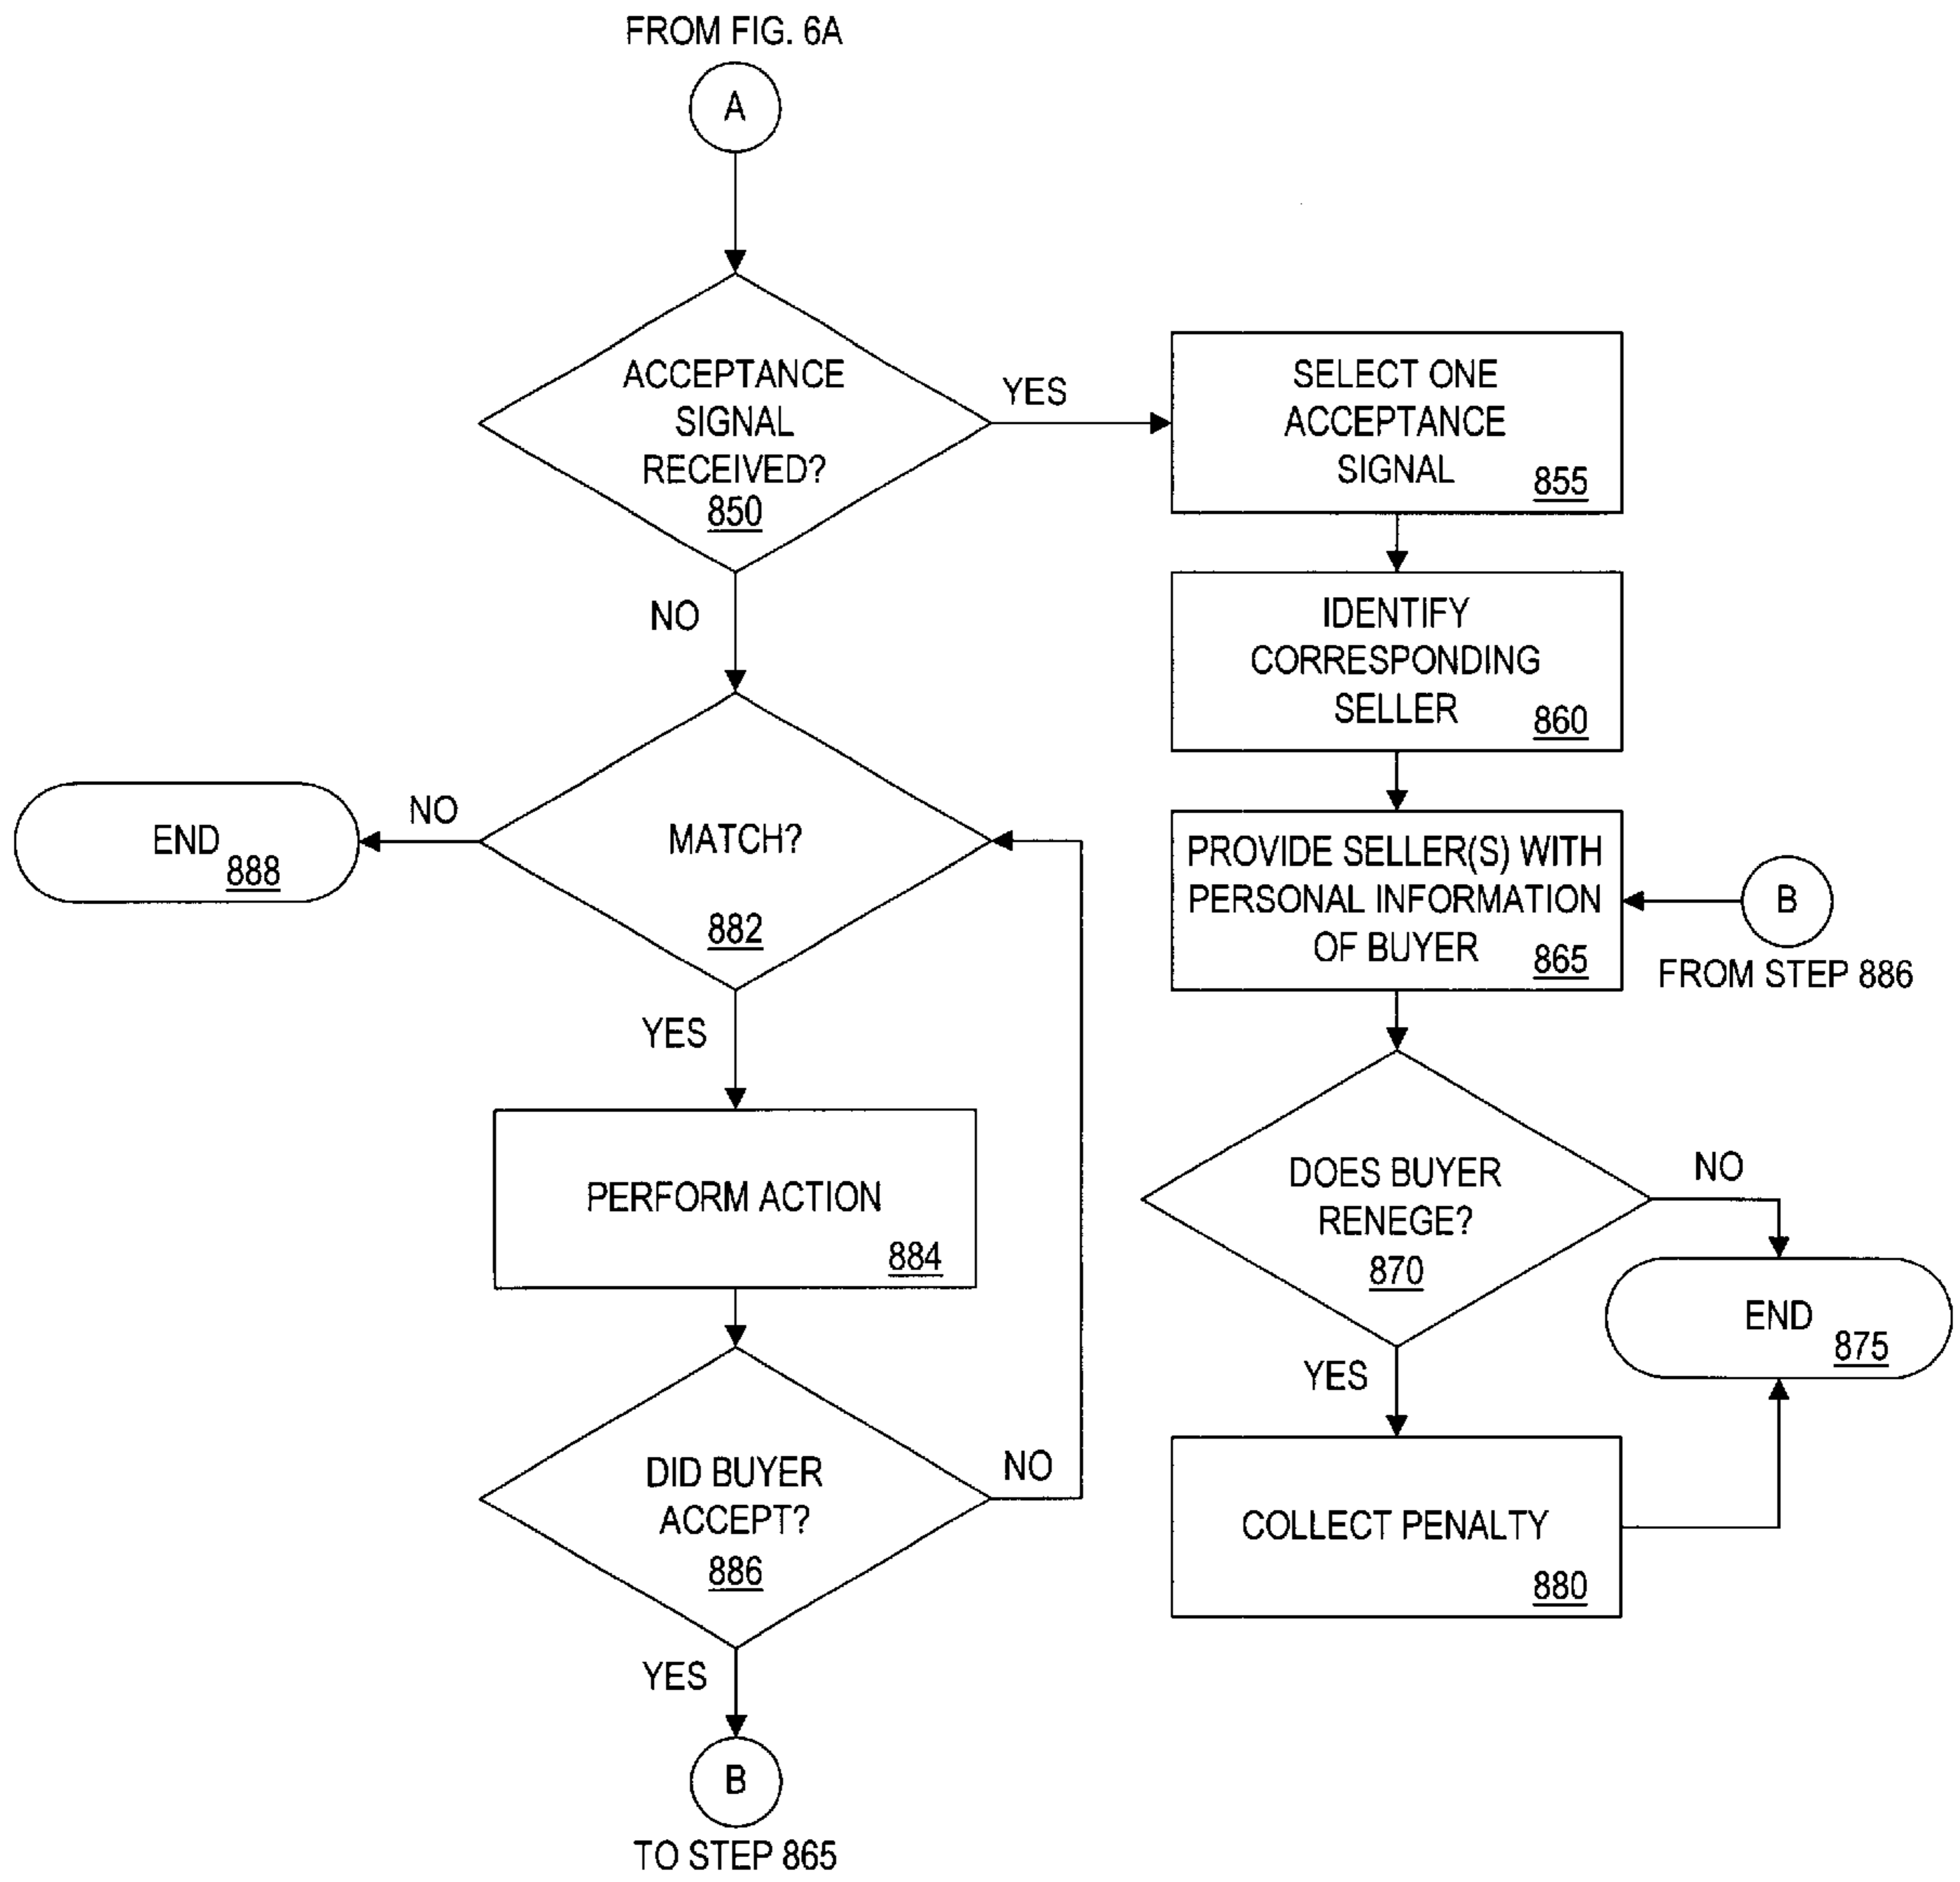 FROM FIG. 6A
A
ACCEPTANCE
SIGNAL
RECEIVED?
850
YES
NO
SELECT ONE
ACCEPTANCE
SIGNAL
855
IDENTIFY
CORRESPONDING
SELLER
860
PROVIDE SELLER(S) WITH
PERSONAL INFORMATION
OF BUYER
865
B
FROM STEP 886
MATCH?
882
NO
END
888
YES
PERFORM ACTION
884
DID BUYER
ACCEPT?
886
NO
YES
B
TO STEP 865
DOES BUYER
RENEGE?
870
NO
END
875
YES
COLLECT PENALTY
880